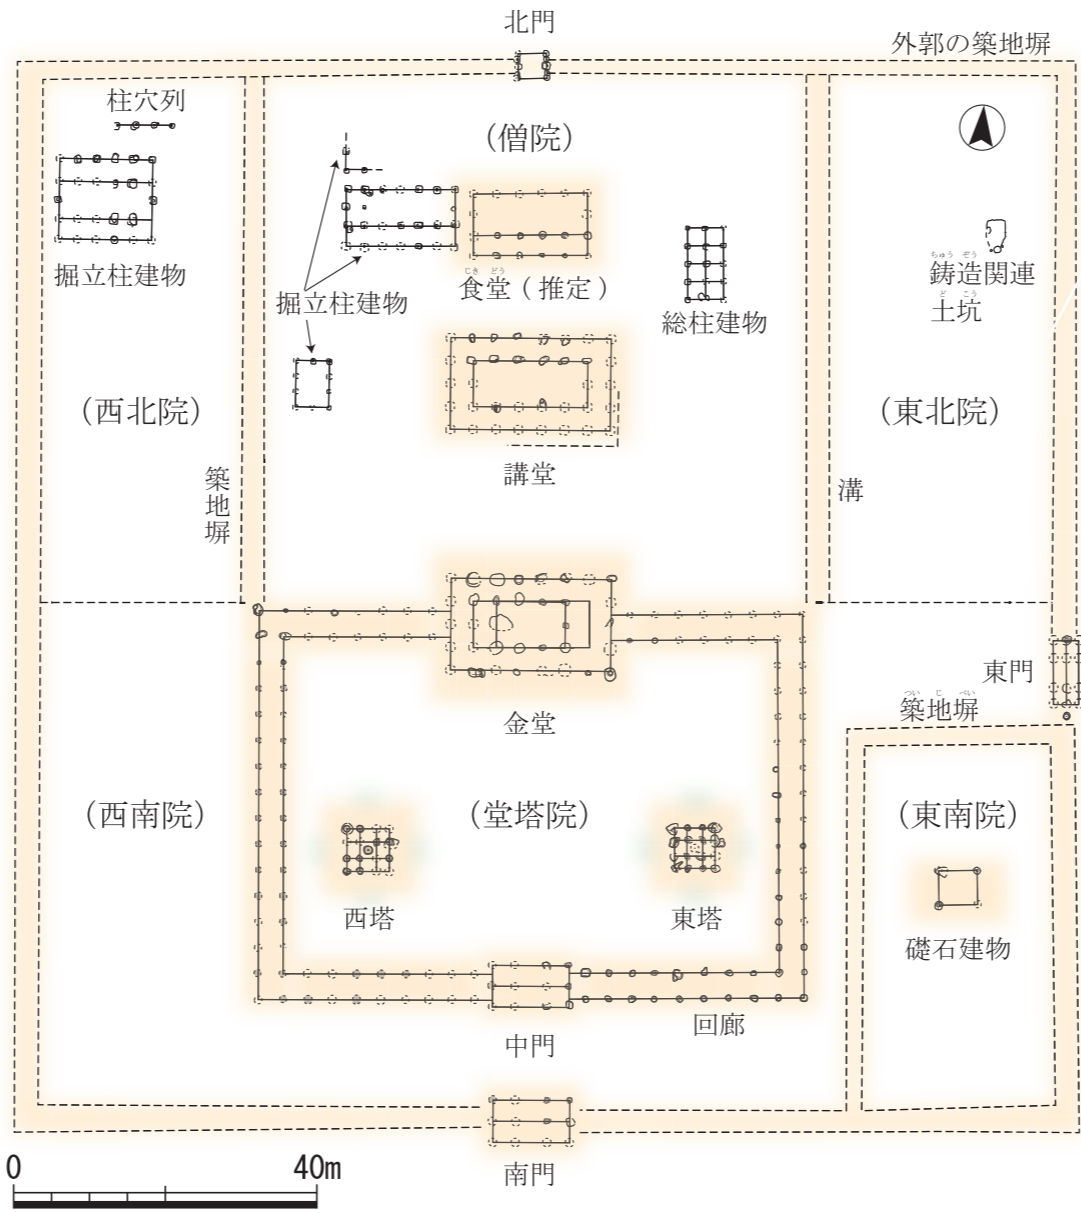 北門
外郭の築地塀
柱穴列
(僧院)
掘立柱建物
掘立柱建物
じき どう
食堂(推定)
総柱建物
ちゅう ぞう
鋳造関連
ど こう
土坑
(西北院)
(東北院)
講堂
築地塀
溝
東門
つい じ べい
築地塀
金堂
(西南院)
(堂塔院)
(東南院)
西塔
東塔
礎石建物
回廊
中門
南門
0 40m